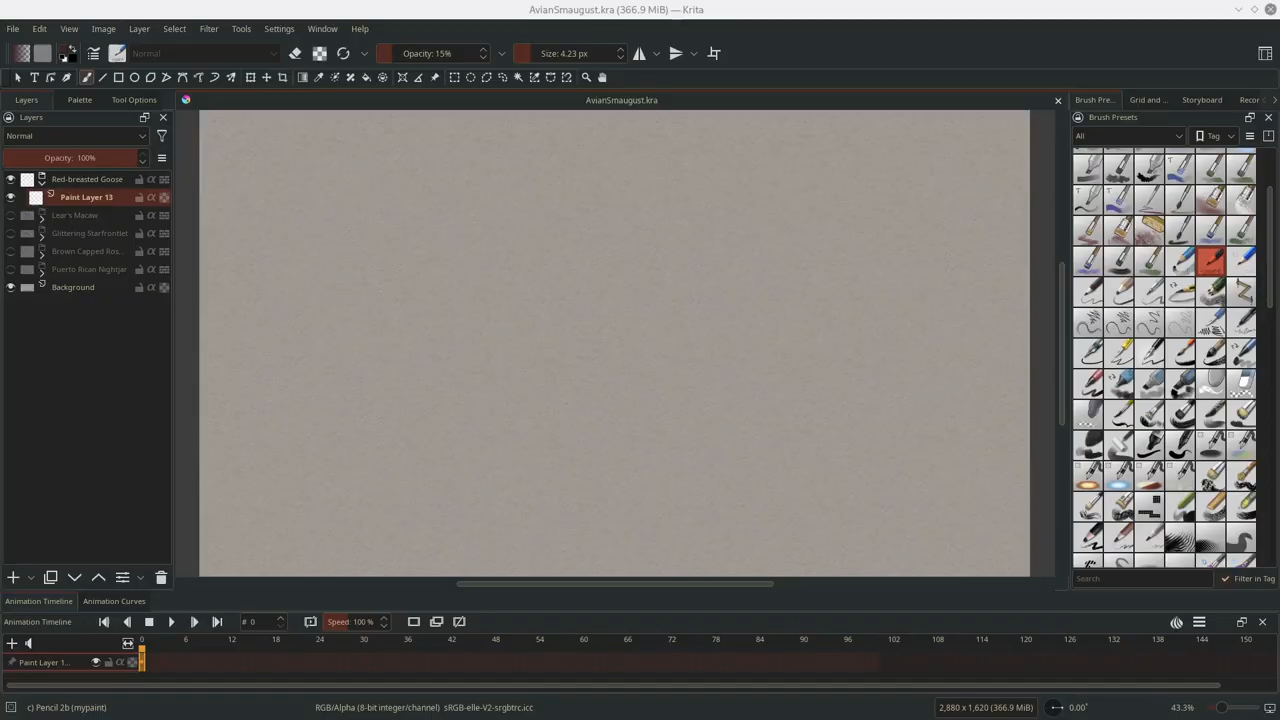 AvianSmaugust.kra (366.9 MiB) — Krita
File Edit View Image Layer Select Filter Tools Settings Window Help
Normal Opacity: 15% Size: 4.23 px
Layers Palette Tool Options AvianSmaugust.kra Brush Pre... Grid and ... Storyboard Recor
Layers Brush Presets
Normal All Tag
Opacity: 100%
Red-breasted Goose
Paint Layer 13
Lear's Macaw
Glittering Starfrontlet
Brown Capped Ros...
Puerto Rican Nightjar
Background
Search Filter in Tag
Animation Timeline Animation Curves
Animation Timeline # 0 Speed: 100 %
0 6 12 18 24 30 36 42 48 54 60 66 72 78 84 90 96 102 108 114 120 126 132 138 144 150
Paint Layer 1...
c) Pencil 2b (mypaint) RGB/Alpha (8-bit integer/channel) sRGB-elle-V2-srgbtrc.icc 2,880 x 1,620 (366.9 MiB) 0.00° 43.3%